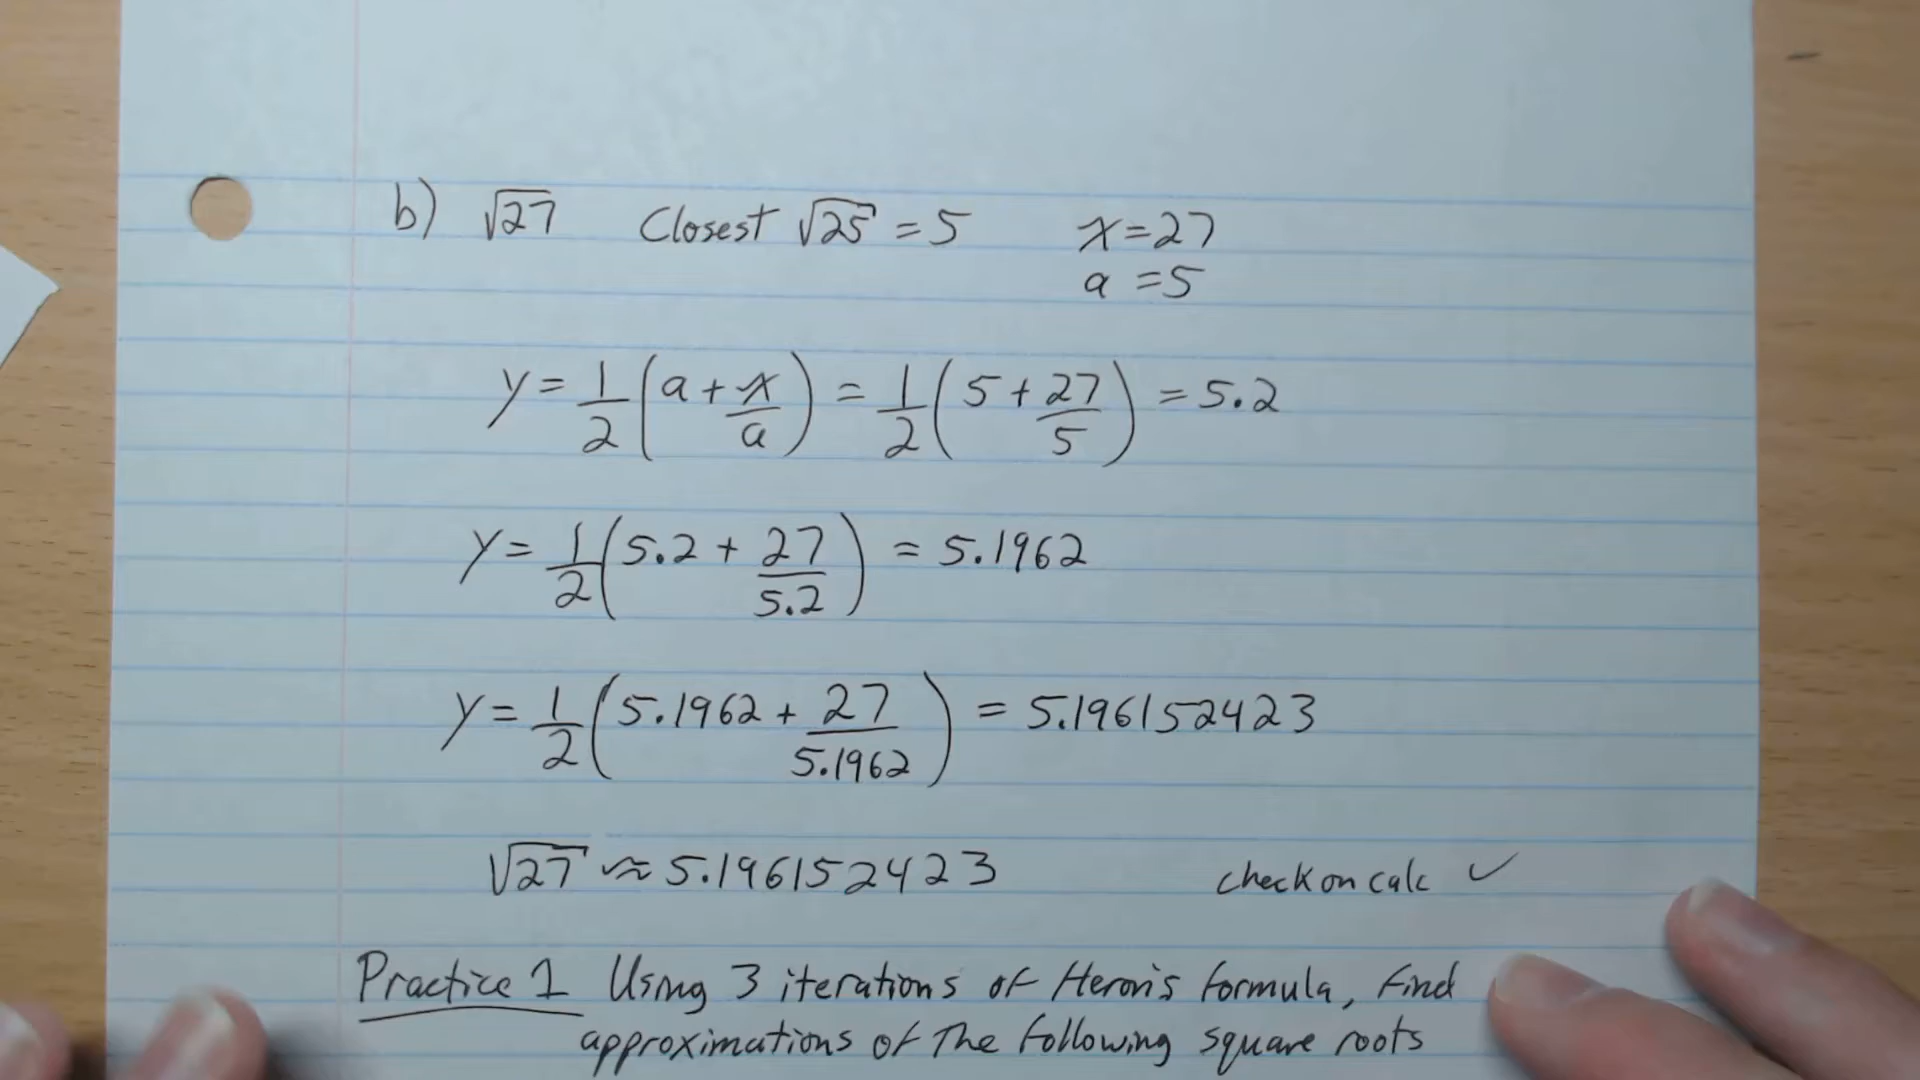 b) √27 Closest √25 = 5 x=27
a =5
y = 1/2 (a + x/a) = 1/2 (5 + 27/5) = 5.2
y = 1/2 (5.2 + 27/5.2) = 5.1962
y = 1/2 (5.1962 + 27/5.1962) = 5.196152423
√27 ≈ 5.196152423 check on calc ✓
Practice 1 Using 3 iterations of Heron's formula, find
approximations of the following square roots